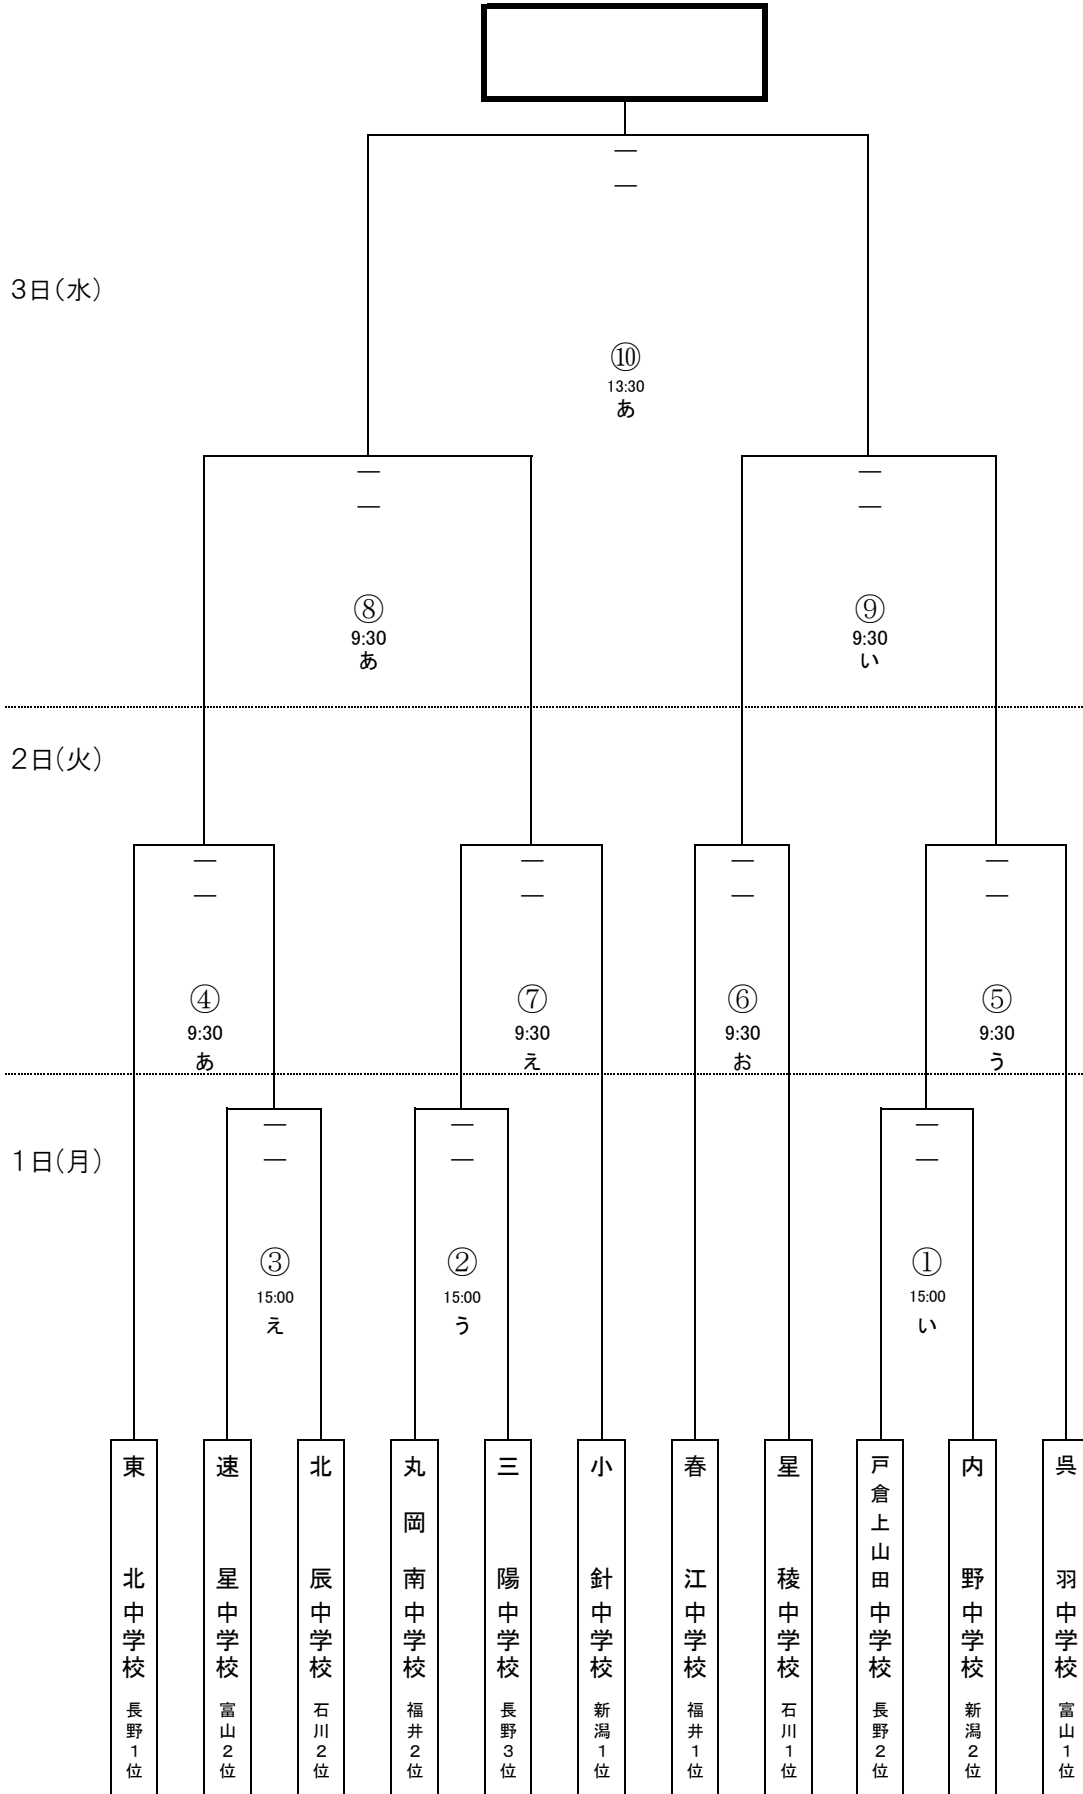 —
—
3日(水)
⑩
13:30
あ
—
—
—
—
⑧
9:30
あ
⑨
9:30
い
2日(火)
—
—
—
—
—
—
—
—
④
9:30
あ
⑦
9:30
え
⑥
9:30
お
⑤
9:30
う
—
—
—
—
—
—
1日(月)
③
15:00
え
②
15:00
う
①
15:00
い
東北中学校 長野1位
速星中学校 富山2位
北辰中学校 石川2位
丸岡南中学校 福井2位
三陽中学校 長野3位
小針中学校 新潟1位
春江中学校 福井1位
星稜中学校 石川1位
戸倉上山田中学校 長野2位
内野中学校 新潟2位
呉羽中学校 富山1位